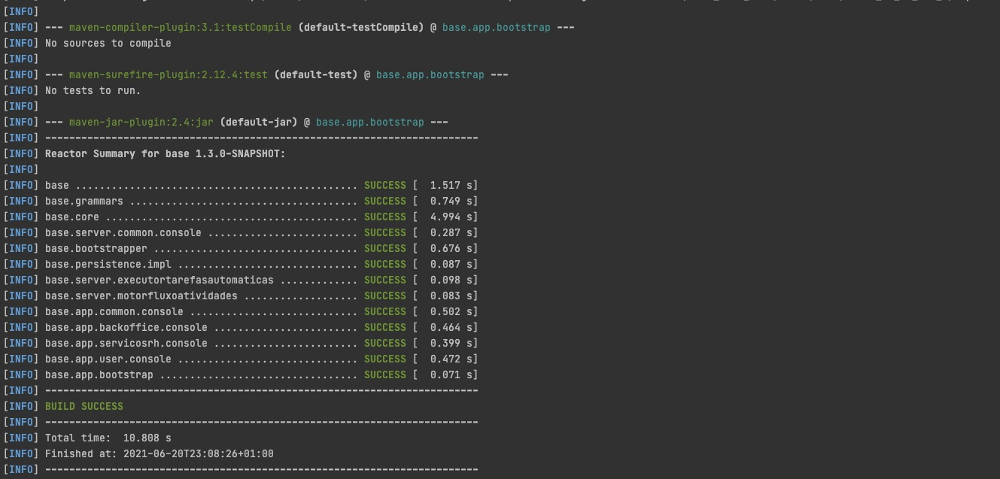 [INFO]
[INFO] --- maven-compiler-plugin:3.1:testCompile (default-testCompile) @ base.app.bootstrap ---
[INFO] No sources to compile
[INFO]
[INFO] --- maven-surefire-plugin:2.12.4:test (default-test) @ base.app.bootstrap ---
[INFO] No tests to run.
[INFO]
[INFO] --- maven-jar-plugin:2.4:jar (default-jar) @ base.app.bootstrap ---
[INFO] ------------------------------------------------------------------------
[INFO] Reactor Summary for base 1.3.0-SNAPSHOT:
[INFO]
[INFO] base ............................................... SUCCESS [  1.517 s]
[INFO] base.grammars ...................................... SUCCESS [  0.749 s]
[INFO] base.core .......................................... SUCCESS [  4.994 s]
[INFO] base.server.common.console ......................... SUCCESS [  0.287 s]
[INFO] base.bootstrapper .................................. SUCCESS [  0.676 s]
[INFO] base.persistence.impl .............................. SUCCESS [  0.087 s]
[INFO] base.server.executortarefasautomaticas ............. SUCCESS [  0.098 s]
[INFO] base.server.motorfluxoatividades ................... SUCCESS [  0.083 s]
[INFO] base.app.common.console ............................ SUCCESS [  0.502 s]
[INFO] base.app.backoffice.console ........................ SUCCESS [  0.464 s]
[INFO] base.app.servicosrh.console ........................ SUCCESS [  0.399 s]
[INFO] base.app.user.console .............................. SUCCESS [  0.472 s]
[INFO] base.app.bootstrap ................................. SUCCESS [  0.071 s]
[INFO] ------------------------------------------------------------------------
[INFO] BUILD SUCCESS
[INFO] ------------------------------------------------------------------------
[INFO] Total time:  10.808 s
[INFO] Finished at: 2021-06-20T23:08:26+01:00
[INFO] ------------------------------------------------------------------------